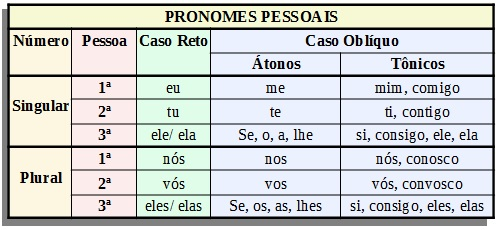 PRONOMES PESSOAIS
Número Pessoa Caso Reto Caso Oblíquo
Átonos Tônicos
Singular
1ª eu me mim, comigo
2ª tu te ti, contigo
3ª ele/ ela Se, o, a, lhe si, consigo, ele, ela
Plural
1ª nós nos nós, conosco
2ª vós vos vós, convosco
3ª eles/ elas Se, os, as, lhes si, consigo, eles, elas